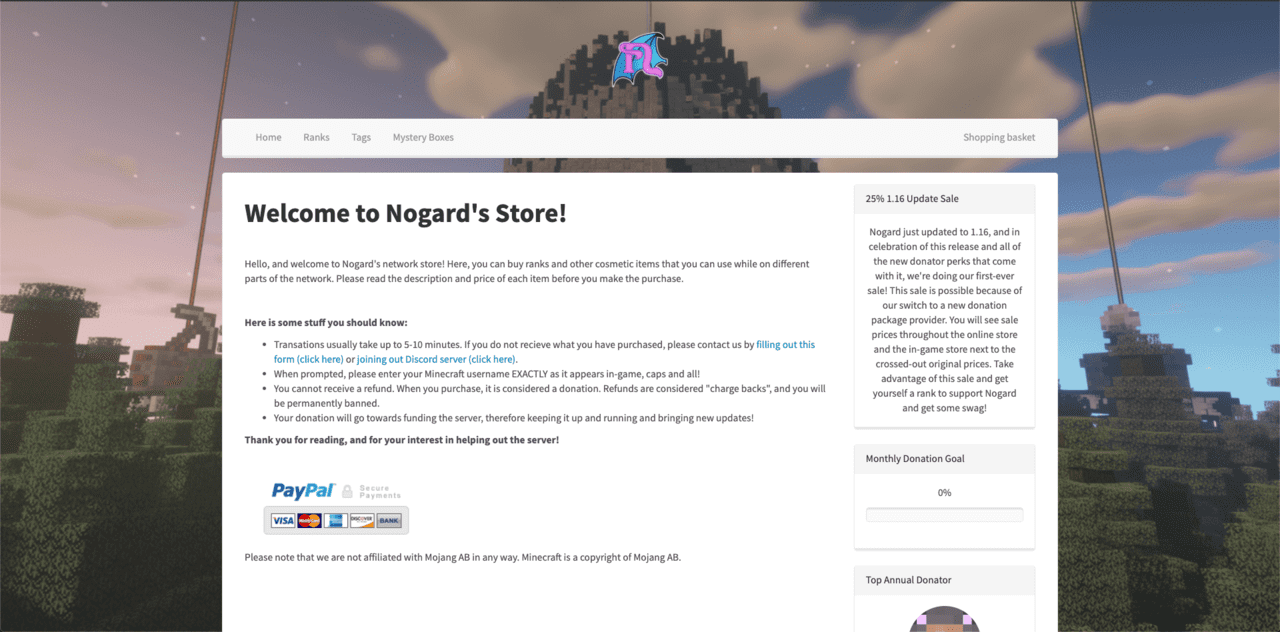 Home Ranks Tags Mystery Boxes Shopping basket
Welcome to Nogard's Store!
Hello, and welcome to Nogard's network store! Here, you can buy ranks and other cosmetic items that you can use while on different
parts of the network. Please read the description and price of each item before you make the purchase.
Here is some stuff you should know:
Transations usually take up to 5-10 minutes. If you do not recieve what you have purchased, please contact us by filling out this
form (click here) or joining out Discord server (click here).
When prompted, please enter your Minecraft username EXACTLY as it appears in-game, caps and all!
You cannot receive a refund. When you purchase, it is considered a donation. Refunds are considered "charge backs", and you will
be permanently banned.
Your donation will go towards funding the server, therefore keeping it up and running and bringing new updates!
Thank you for reading, and for your interest in helping out the server!
PayPal Secure
Payments
VISA MasterCard AMERICAN EXPRESS DISCOVER BANK
Please note that we are not affiliated with Mojang AB in any way. Minecraft is a copyright of Mojang AB.
25% 1.16 Update Sale
Nogard just updated to 1.16, and in
celebration of this release and all of
the new donator perks that come
with it, we're doing our first-ever
sale! This sale is possible because of
our switch to a new donation
package provider. You will see sale
prices throughout the online store
and the in-game store next to the
crossed-out original prices. Take
advantage of this sale and get
yourself a rank to support Nogard
and get some swag!
Monthly Donation Goal
0%
Top Annual Donator